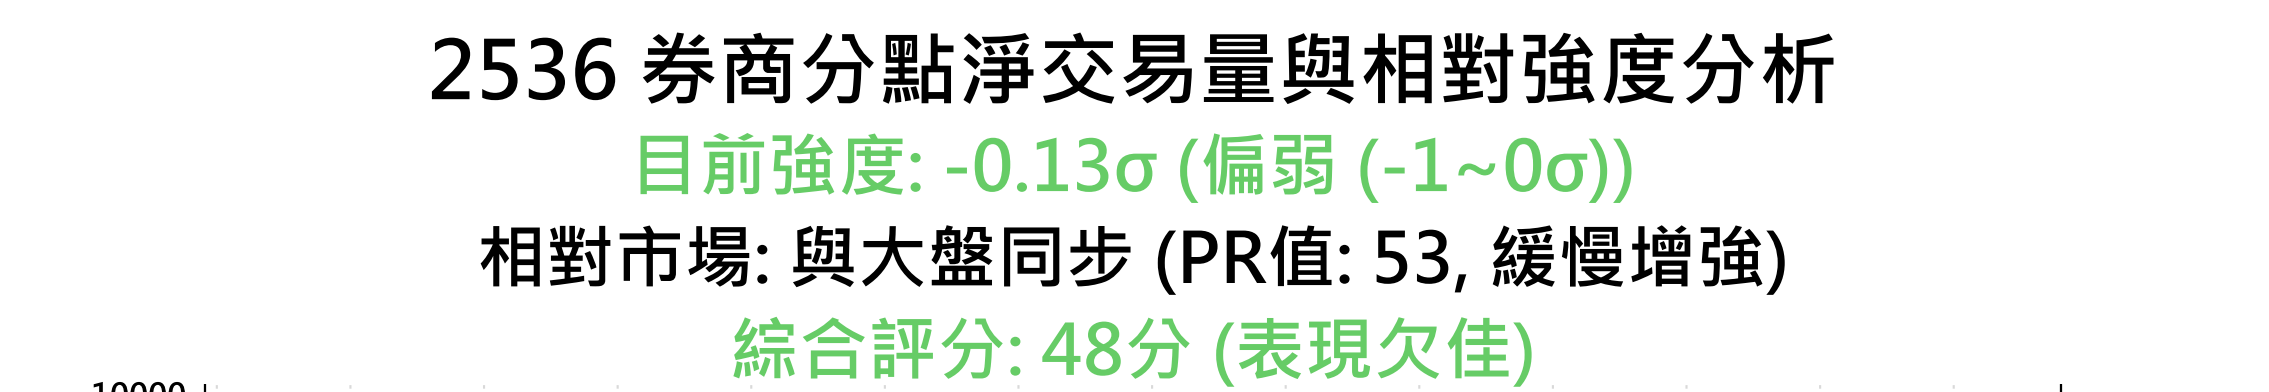 2536 券商分點淨交易量與相對強度分析
目前強度: -0.13σ (偏弱 (-1~0σ))
相對市場: 與大盤同步 (PR值: 53, 緩慢增強)
綜合評分: 48分 (表現欠佳)
10000